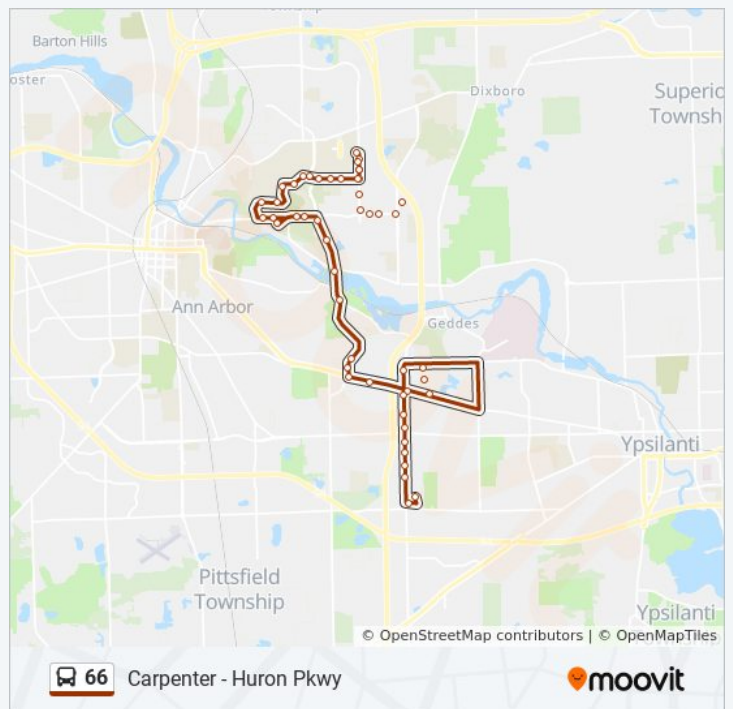 Barton Hills
Dixboro
Superio
Townsh
Ann Arbor
Geddes
Ypsilanti
Pittsfield
Township
Ypsilanti
© OpenStreetMap contributors | © OpenMapTiles
66 Carpenter - Huron Pkwy
moovit